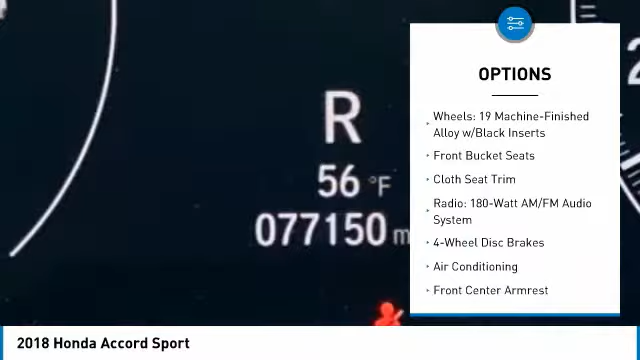 R
56 °F
077150 m
2
OPTIONS
Wheels: 19 Machine-Finished
Alloy w/Black Inserts
Front Bucket Seats
Cloth Seat Trim
Radio: 180-Watt AM/FM Audio
System
4-Wheel Disc Brakes
Air Conditioning
Front Center Armrest
2018 Honda Accord Sport